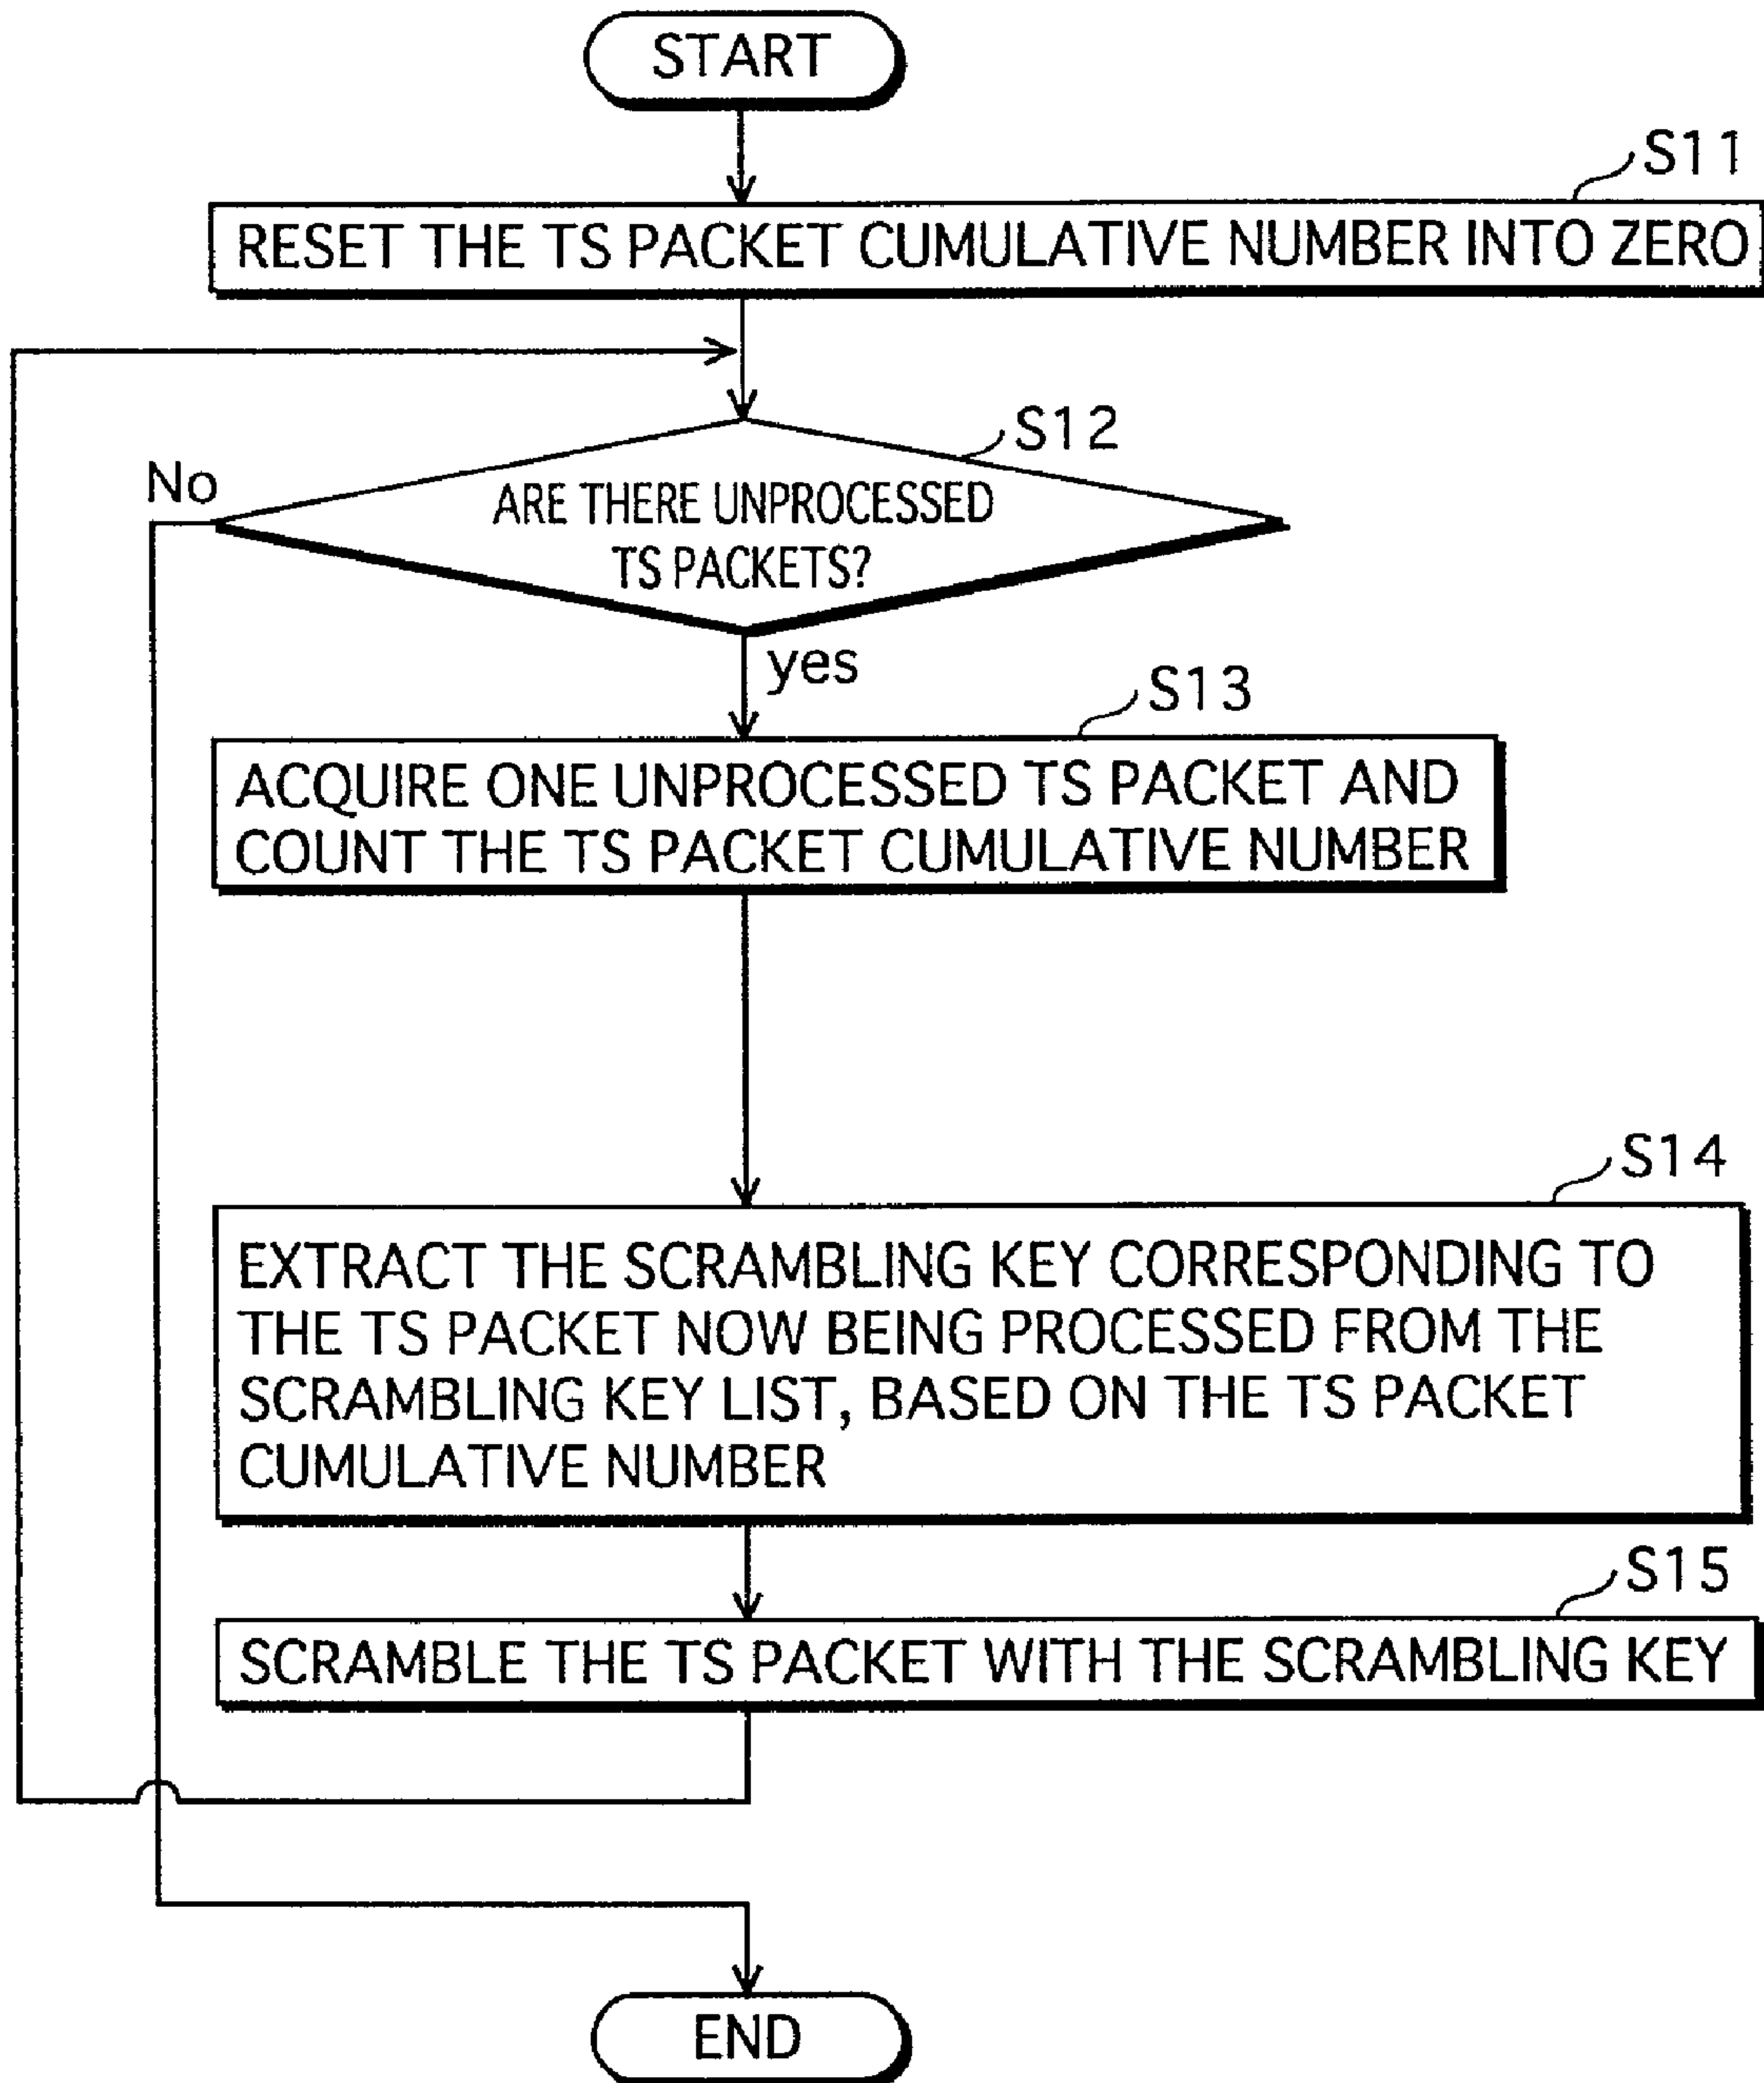 START
S11
RESET THE TS PACKET CUMULATIVE NUMBER INTO ZERO
S12
No
ARE THERE UNPROCESSED
TS PACKETS?
yes
S13
ACQUIRE ONE UNPROCESSED TS PACKET AND
COUNT THE TS PACKET CUMULATIVE NUMBER
S14
EXTRACT THE SCRAMBLING KEY CORRESPONDING TO
THE TS PACKET NOW BEING PROCESSED FROM THE
SCRAMBLING KEY LIST, BASED ON THE TS PACKET
CUMULATIVE NUMBER
S15
SCRAMBLE THE TS PACKET WITH THE SCRAMBLING KEY
END